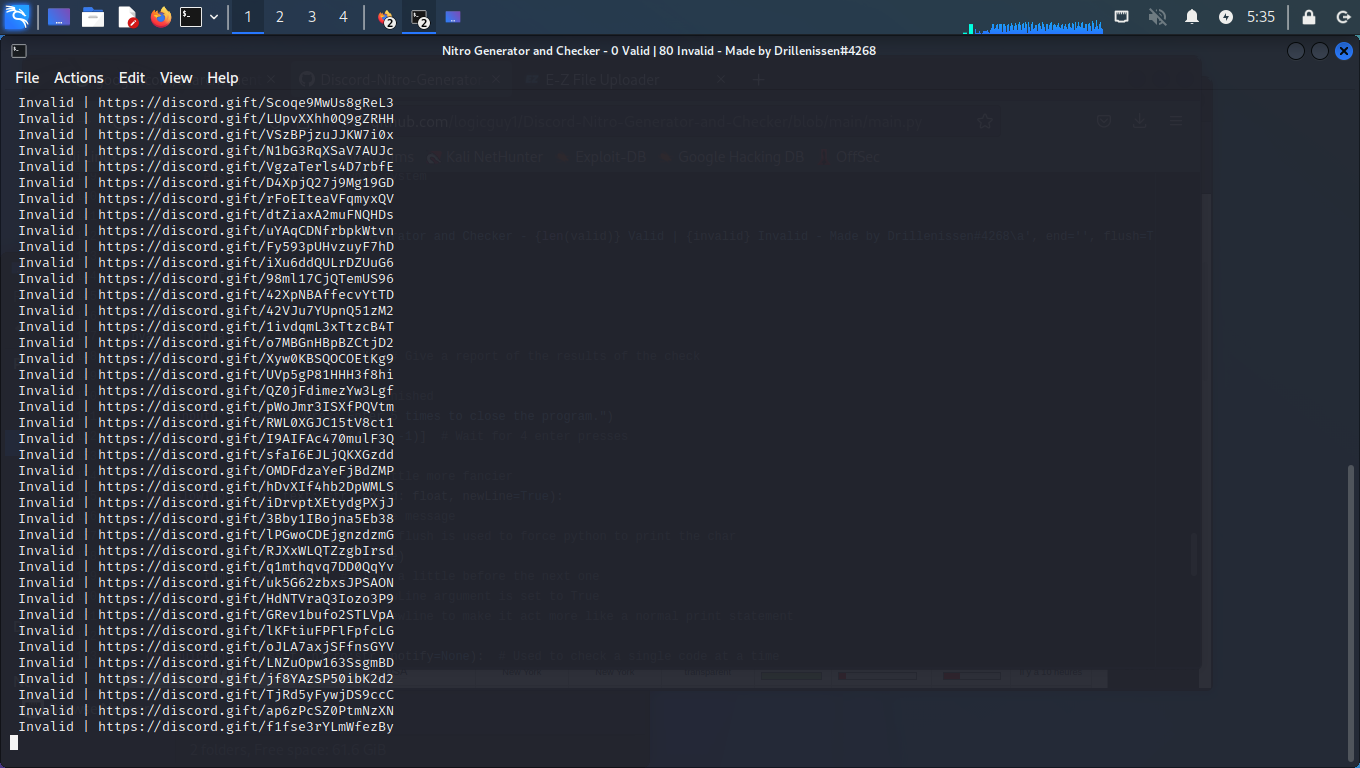 1 2 3 4 2 2 5:35
Nitro Generator and Checker - 0 Valid | 80 Invalid - Made by Drillenissen#4268
File Actions Edit View Help
Invalid | https://discord.gift/Scoqe9MwUs8gReL3
Invalid | https://discord.gift/LUpvXXhh0Q9gZRHH
Invalid | https://discord.gift/VSzBPjzuJJKW7i0x
Invalid | https://discord.gift/N1bG3RqXSaV7AUJc
Invalid | https://discord.gift/VgzaTerls4D7rbfE
Invalid | https://discord.gift/D4XpjQ27j9Mg19GD
Invalid | https://discord.gift/rFoEIteaVFqmyxQV
Invalid | https://discord.gift/dtZiaxA2muFNQHDs
Invalid | https://discord.gift/uYAqCDNfrbpkWtvn
Invalid | https://discord.gift/Fy593pUHvzuyF7hD
Invalid | https://discord.gift/iXu6ddQULrDZUuG6
Invalid | https://discord.gift/98ml17CjQTemUS96
Invalid | https://discord.gift/42XpNBAffecvYtTD
Invalid | https://discord.gift/42VJu7YUpnQ51zM2
Invalid | https://discord.gift/1ivdqmL3xTtzcB4T
Invalid | https://discord.gift/o7MBGnHBpBZCtjD2
Invalid | https://discord.gift/Xyw0KBSQOCOEtKg9
Invalid | https://discord.gift/UVp5gP81HHH3f8hi
Invalid | https://discord.gift/QZ0jFdimezYw3Lgf
Invalid | https://discord.gift/pWoJmr3ISXfPQVtm
Invalid | https://discord.gift/RWL0XGJC15tV8ct1
Invalid | https://discord.gift/I9AIFAc470mulF3Q
Invalid | https://discord.gift/sfaI6EJLjQKXGzdd
Invalid | https://discord.gift/OMDFdzaYeFjBdZMP
Invalid | https://discord.gift/hDvXIf4hb2DpWMLS
Invalid | https://discord.gift/iDrvptXEtydgPXjJ
Invalid | https://discord.gift/3Bby1IBojna5Eb38
Invalid | https://discord.gift/lPGwoCDEjgnzdzmG
Invalid | https://discord.gift/RJXxWLQTZzgbIrsd
Invalid | https://discord.gift/q1mthqvq7DD0QqYv
Invalid | https://discord.gift/uk5G62zbxsJPSAON
Invalid | https://discord.gift/HdNTVraQ3Iozo3P9
Invalid | https://discord.gift/GRev1bufo2STLVpA
Invalid | https://discord.gift/lKFtiuFPFlFpfcLG
Invalid | https://discord.gift/oJLA7axjSFfnsGYV
Invalid | https://discord.gift/LNZuOpw163SsgmBD
Invalid | https://discord.gift/jf8YAzSP50ibK2d2
Invalid | https://discord.gift/TjRd5yFywjDS9ccC
Invalid | https://discord.gift/ap6zPcSZ0PtmNzXN
Invalid | https://discord.gift/f1fse3rYLmWfezBy